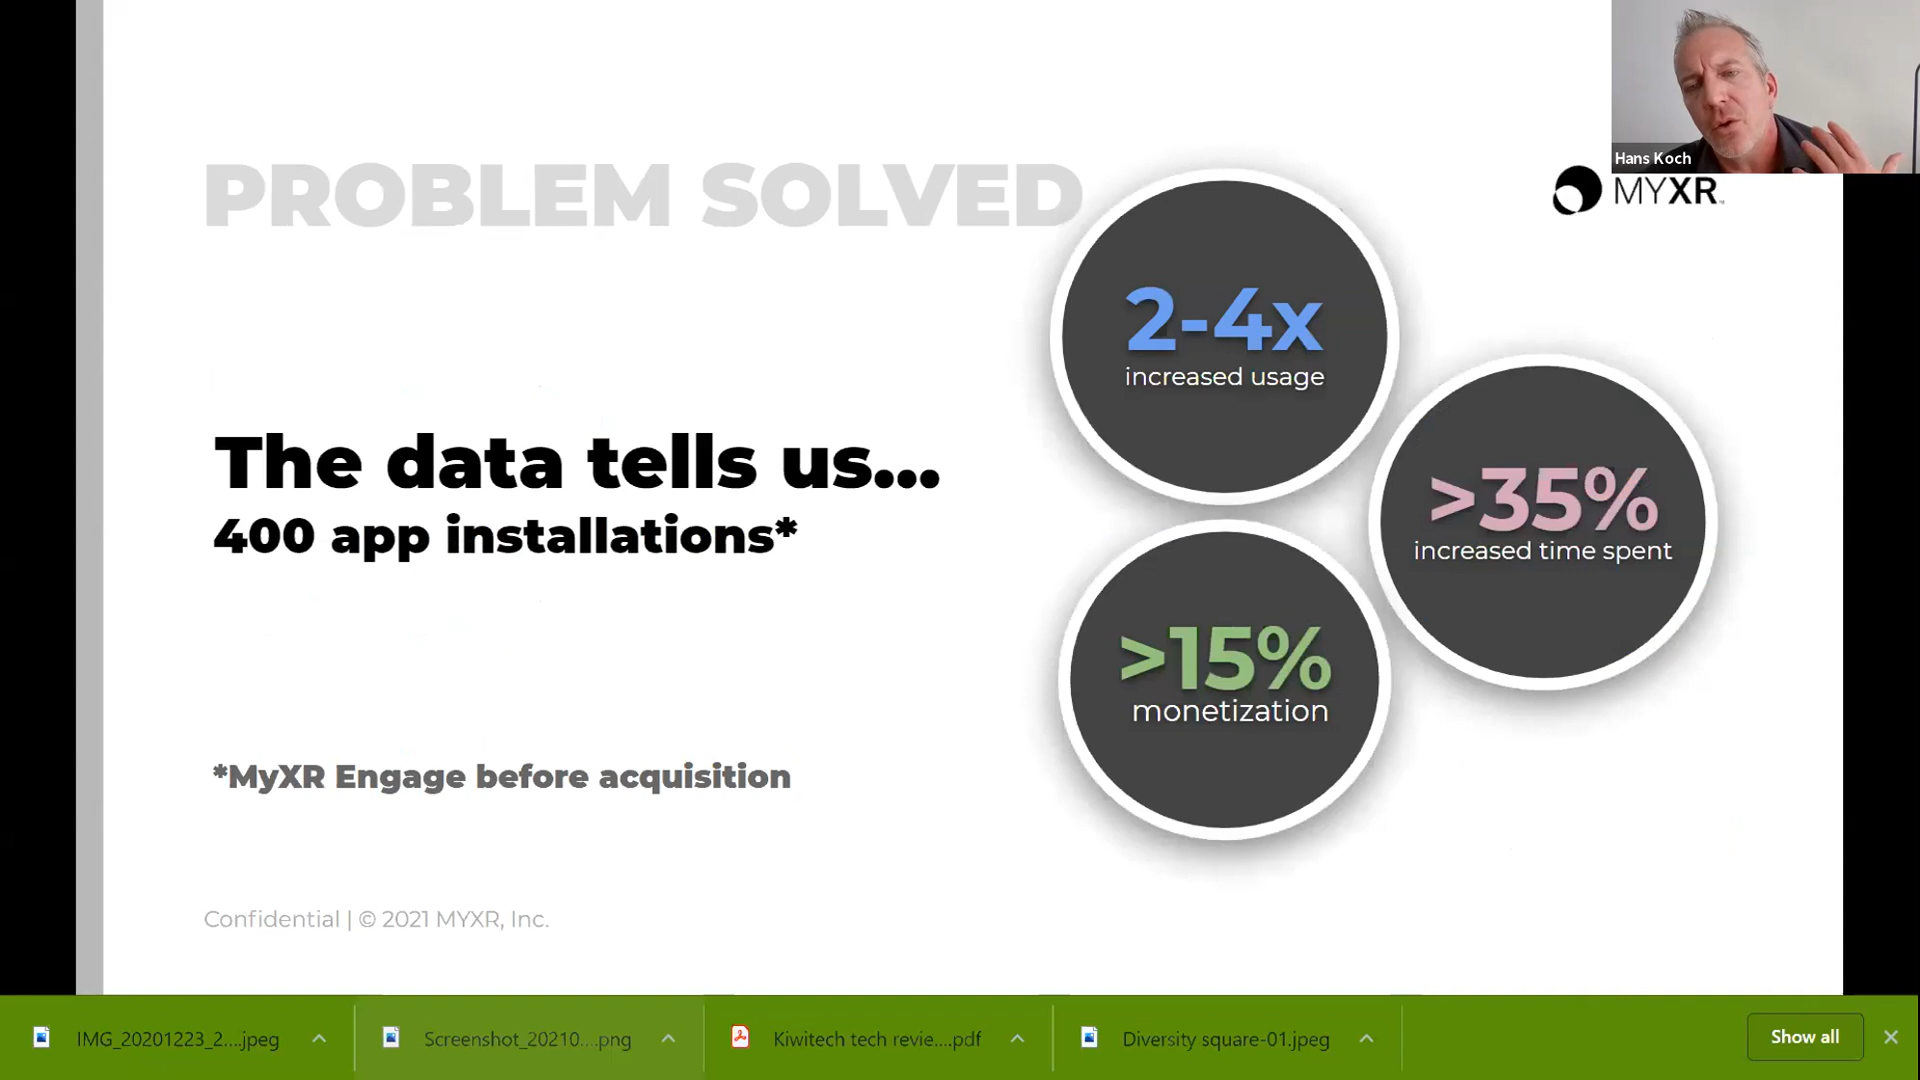 Hans Koch
MYXR
PROBLEM SOLVED
2-4x
increased usage
The data tells us...
400 app installations*
>35%
increased time spent
>15%
monetization
*MyXR Engage before acquisition
Confidential | © 2021 MYXR, Inc.
IMG_20201223_2....jpeg
Screenshot_20210....png
Kiwitech tech revie....pdf
Diversity square-01.jpeg
Show all